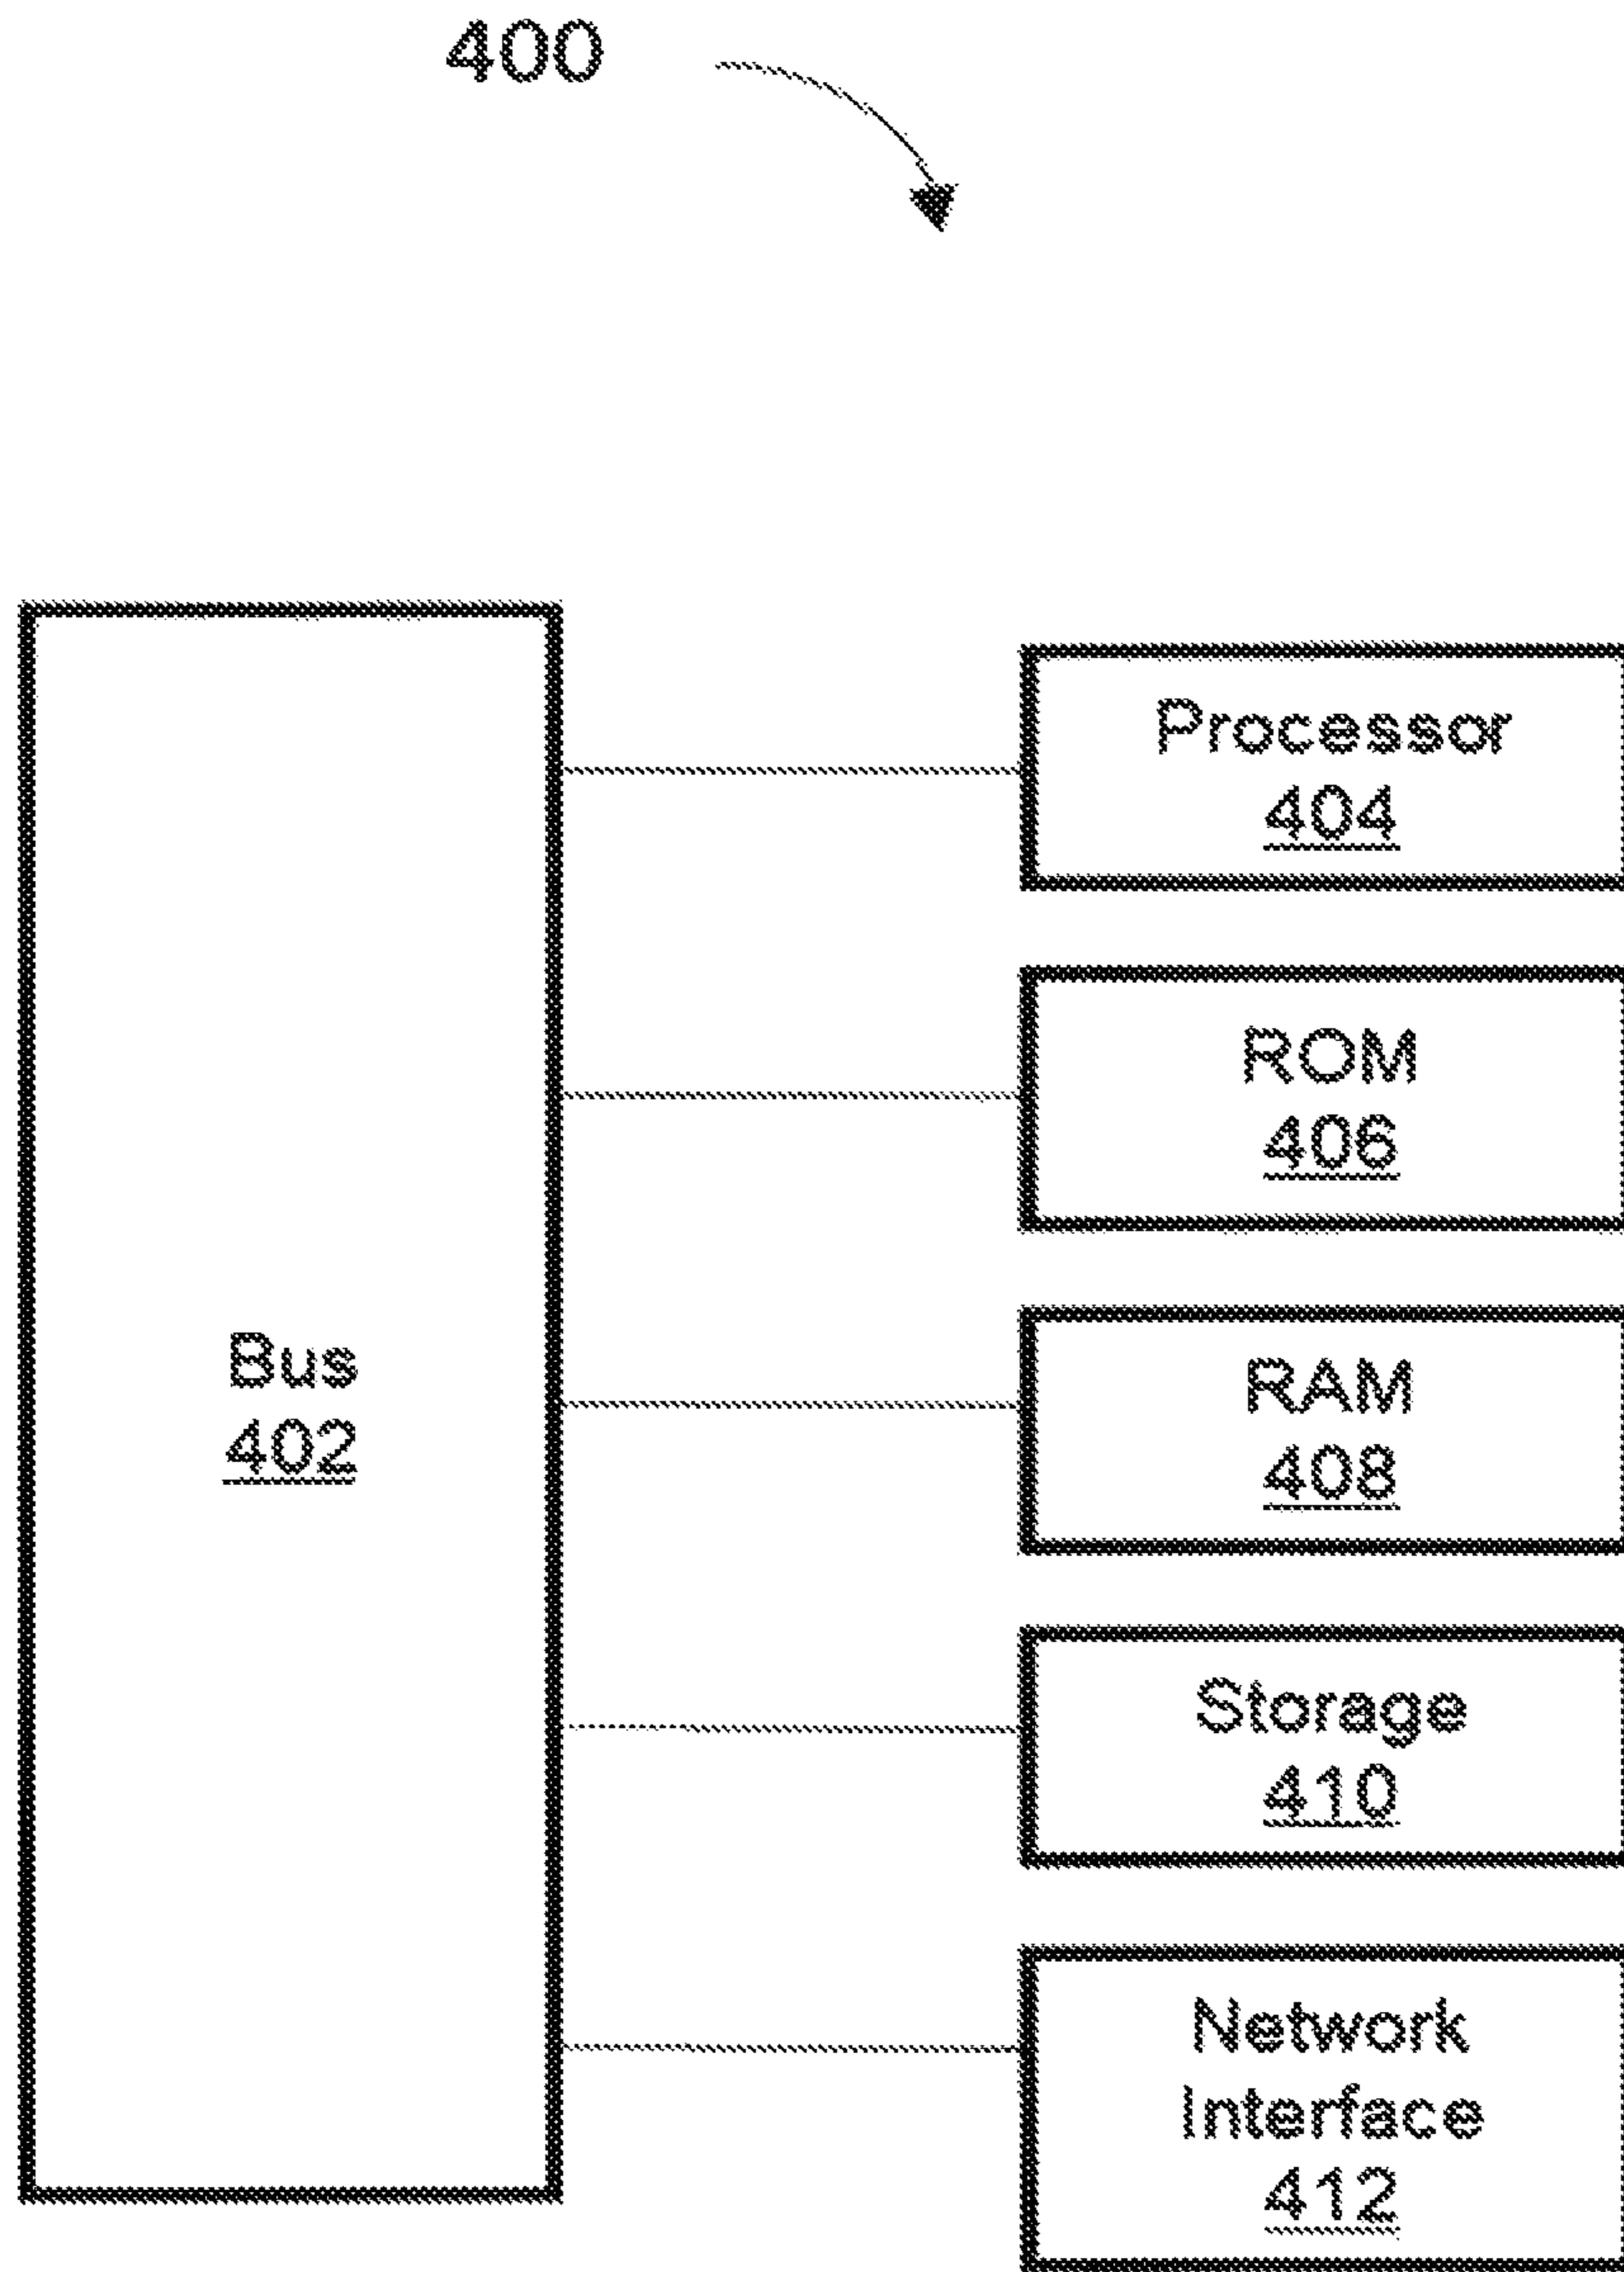 400
Processor
404
ROM
406
Bus
402
RAM
408
Storage
410
Network
Interface
412